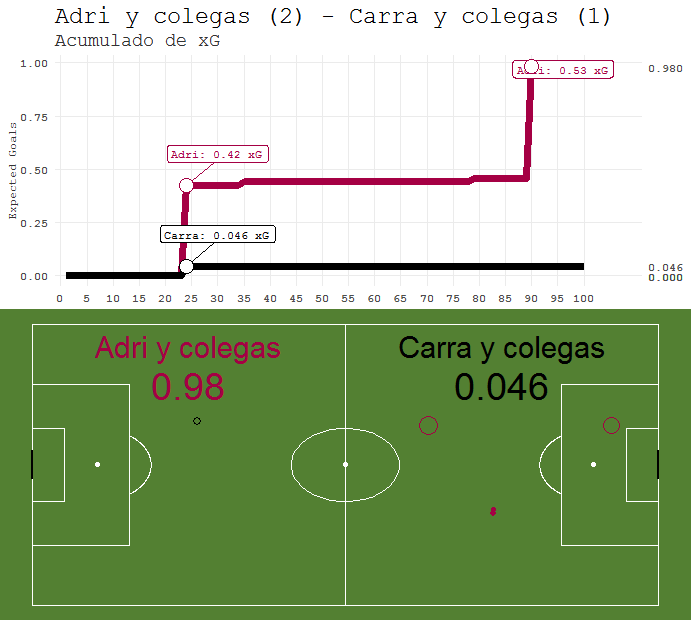 Adri y colegas (2) - Carra y colegas (1)
Acumulado de xG
Expected Goals
1.00
0.75
0.50
0.25
0.00
Adri: 0.53 xG
0.980
Adri: 0.42 xG
Carra: 0.046 xG
0.046
0.000
0 5 10 15 20 25 30 35 40 45 50 55 60 65 70 75 80 85 90 95 100
Adri y colegas
0.98
Carra y colegas
0.046